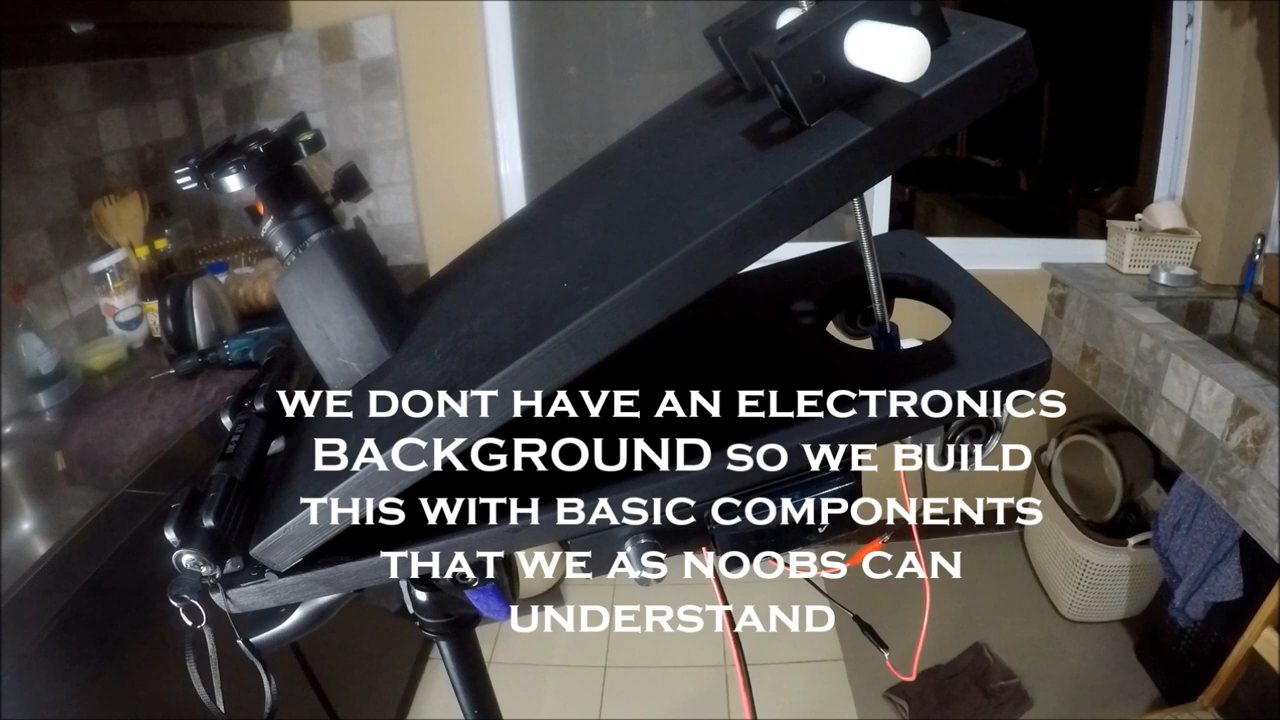 WE DONT HAVE AN ELECTRONICS
BACKGROUND SO WE BUILD
THIS WITH BASIC COMPONENTS
THAT WE AS NOOBS CAN
UNDERSTAND